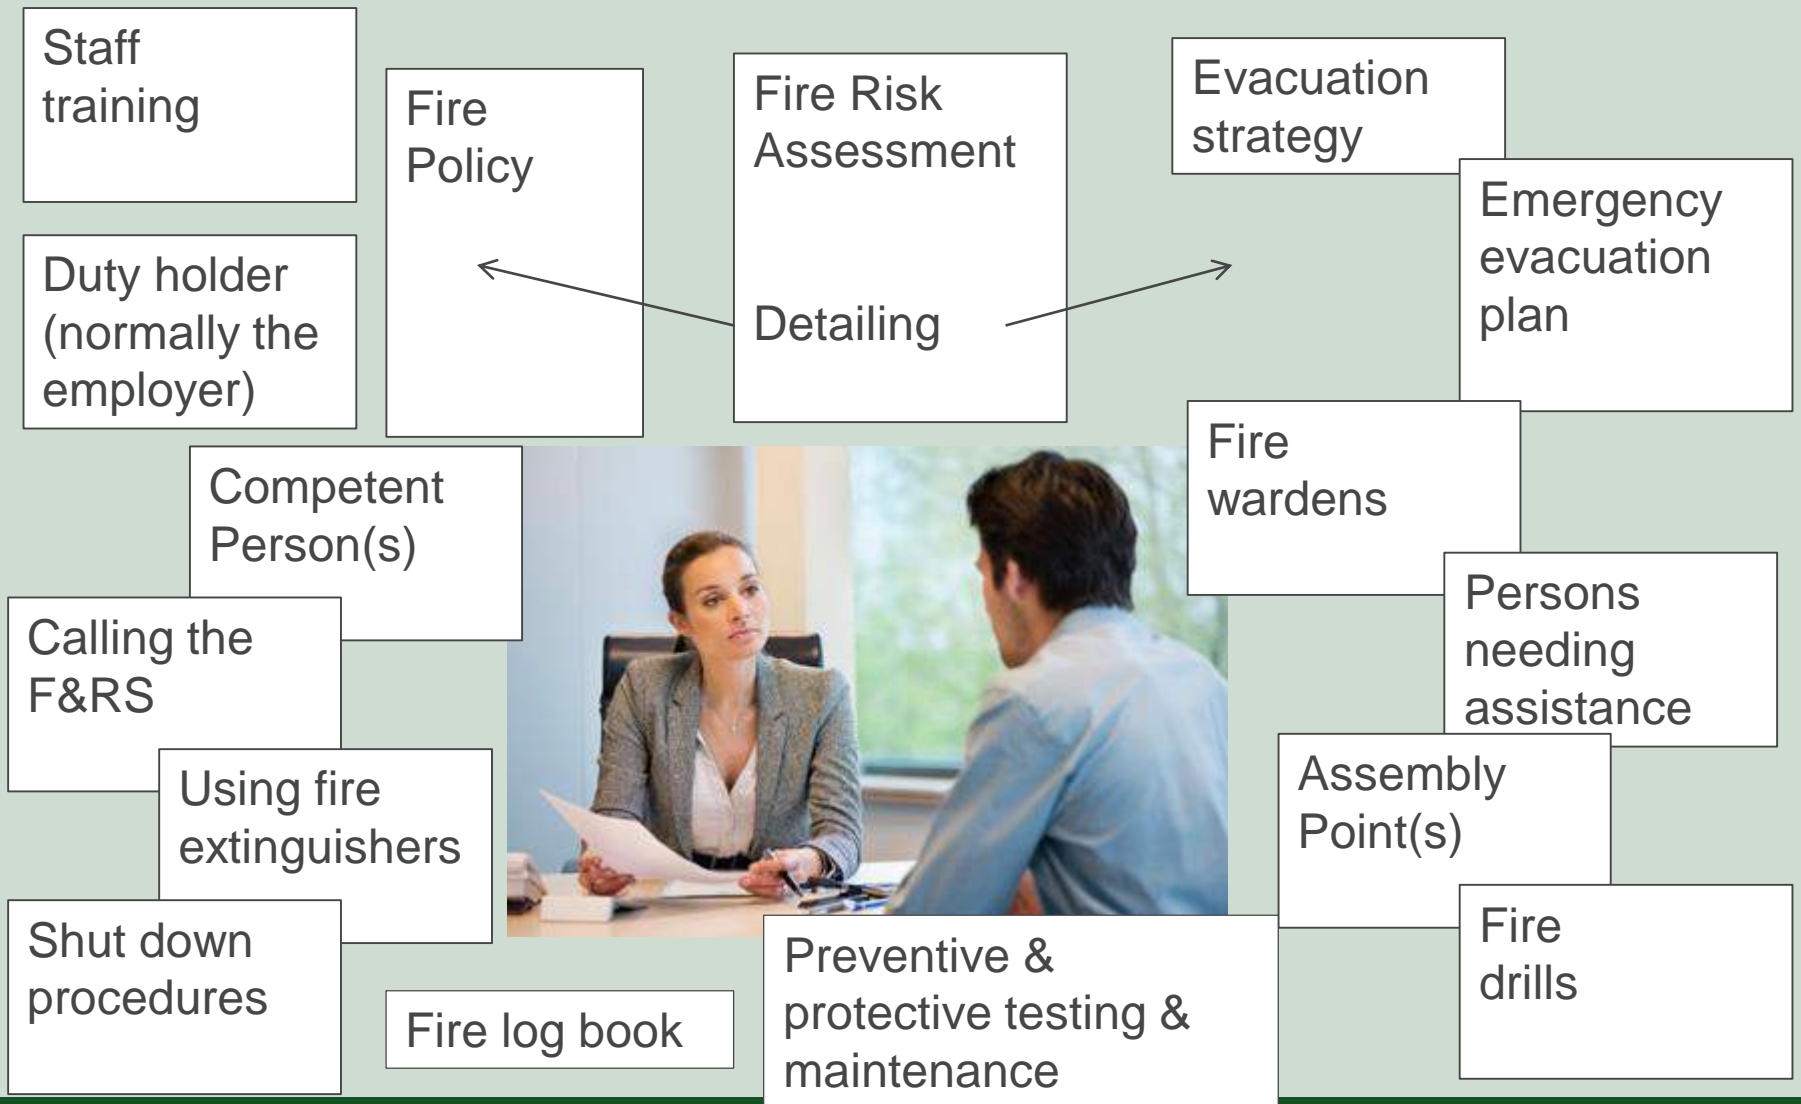 Staff
training
Fire
Policy
Fire Risk
Assessment
Detailing
Evacuation
strategy
Emergency
evacuation
plan
Duty holder
(normally the
employer)
Competent
Person(s)
Fire
wardens
Calling the
F&RS
Persons
needing
assistance
Using fire
extinguishers
Assembly
Point(s)
Shut down
procedures
Fire log book
Preventive &
protective testing &
maintenance
Fire
drills